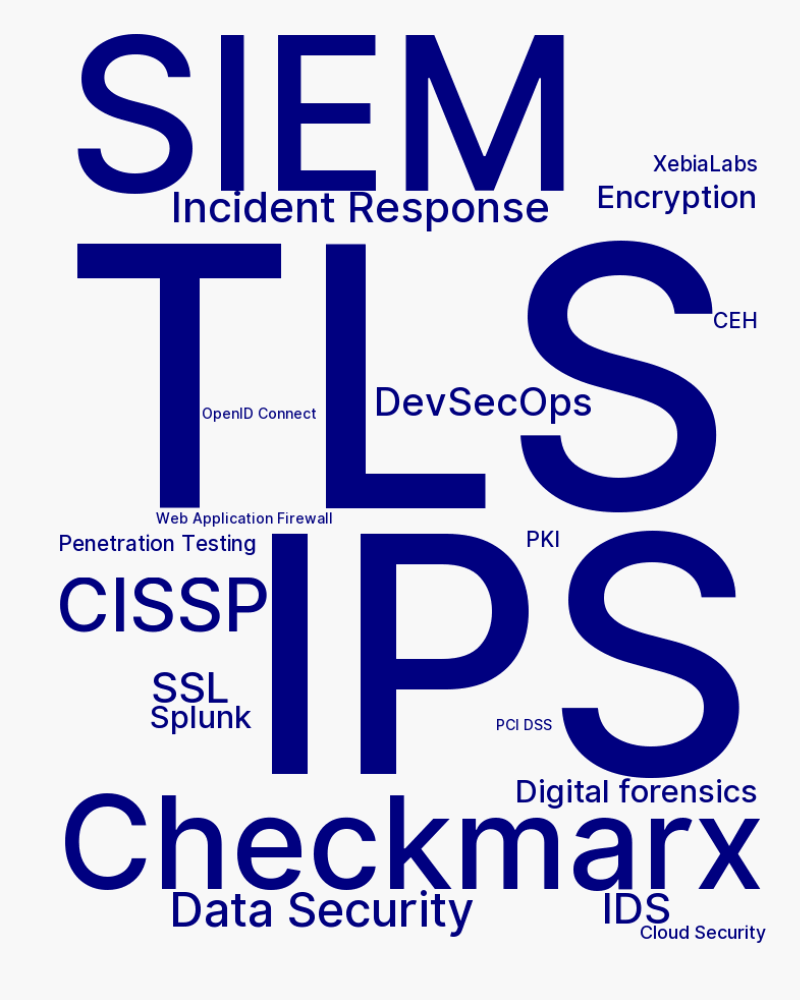 SIEM
XebiaLabs
Encryption
Incident Response
TLS
CEH
DevSecOps
OpenID Connect
Web Application Firewall
Penetration Testing
PKI
IPS
CISSP
SSL
Splunk
PCI DSS
Digital forensics
Checkmarx
Data Security
IDS
Cloud Security